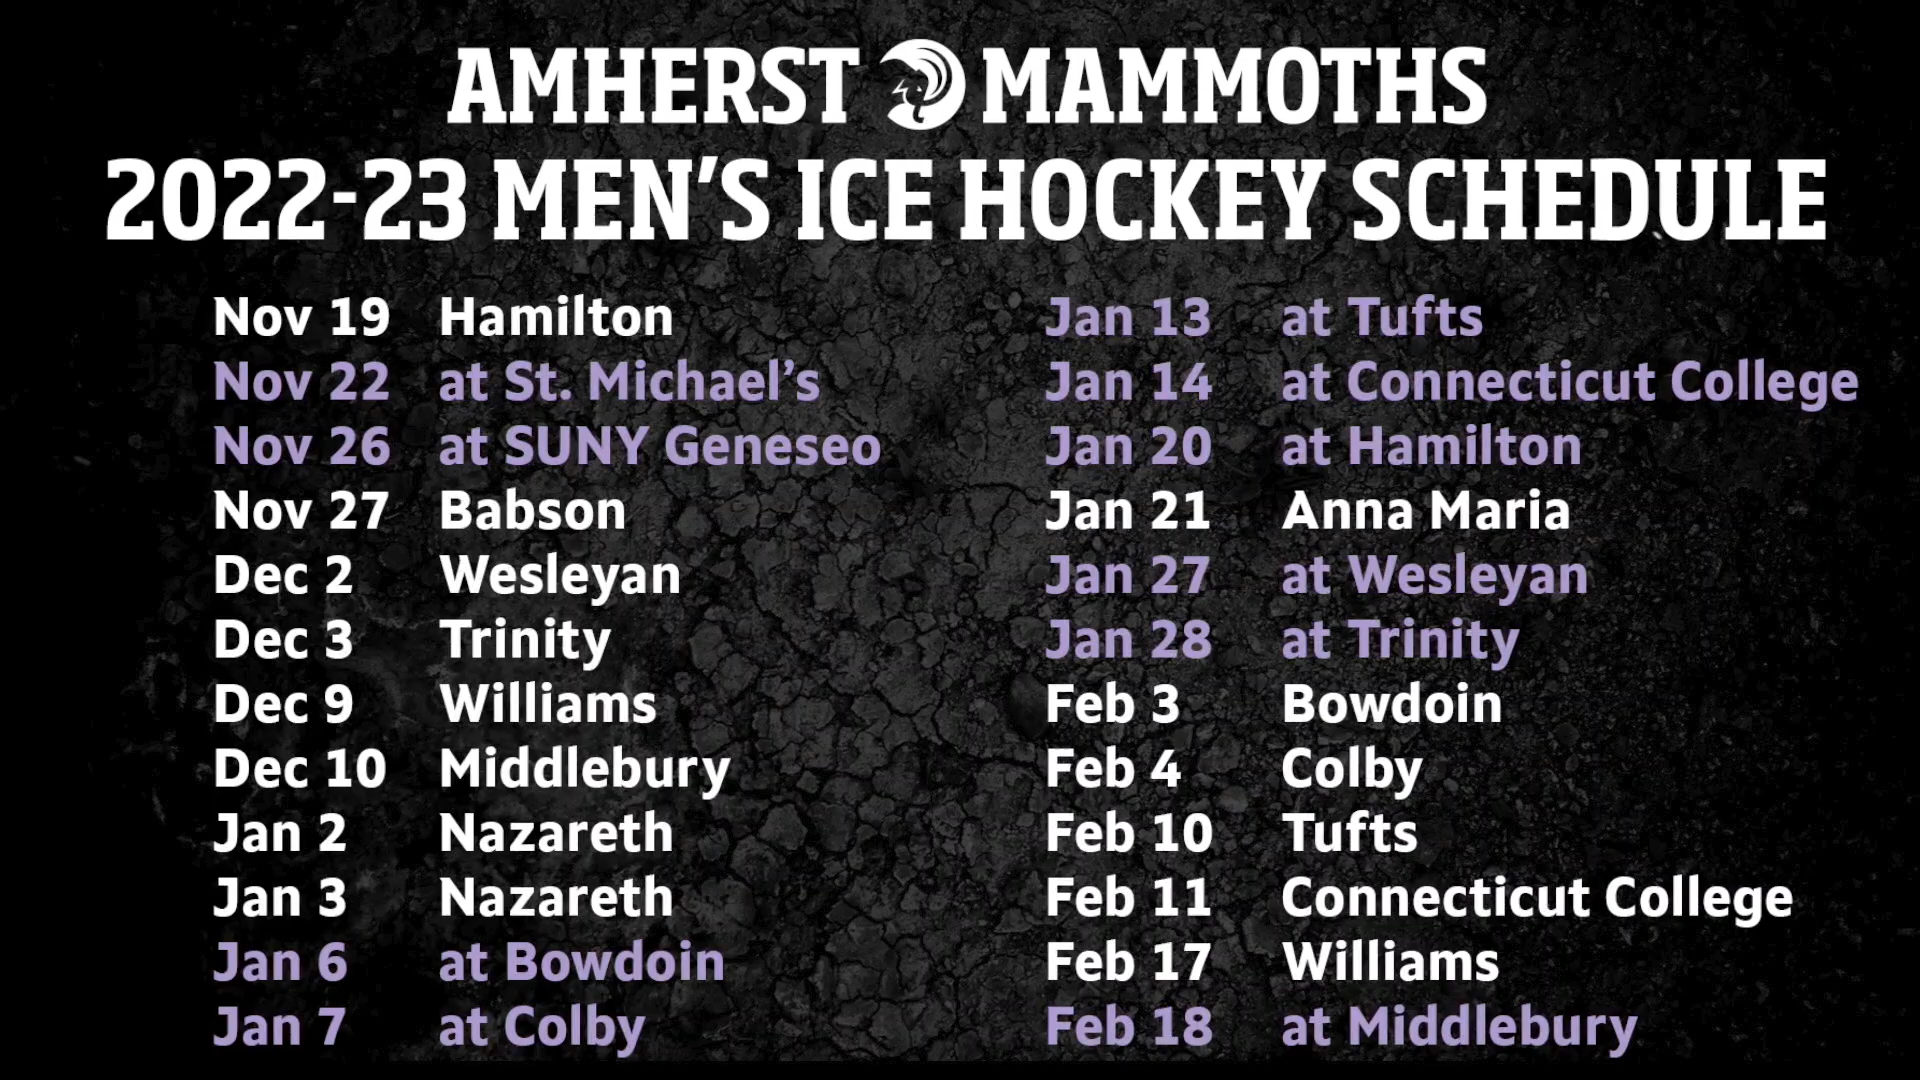 AMHERST MAMMOTHS
2022-23 MEN'S ICE HOCKEY SCHEDULE
Nov 19 Hamilton
Nov 22 at St. Michael's
Nov 26 at SUNY Geneseo
Nov 27 Babson
Dec 2 Wesleyan
Dec 3 Trinity
Dec 9 Williams
Dec 10 Middlebury
Jan 2 Nazareth
Jan 3 Nazareth
Jan 6 at Bowdoin
Jan 7 at Colby
Jan 13 at Tufts
Jan 14 at Connecticut College
Jan 20 at Hamilton
Jan 21 Anna Maria
Jan 27 at Wesleyan
Jan 28 at Trinity
Feb 3 Bowdoin
Feb 4 Colby
Feb 10 Tufts
Feb 11 Connecticut College
Feb 17 Williams
Feb 18 at Middlebury